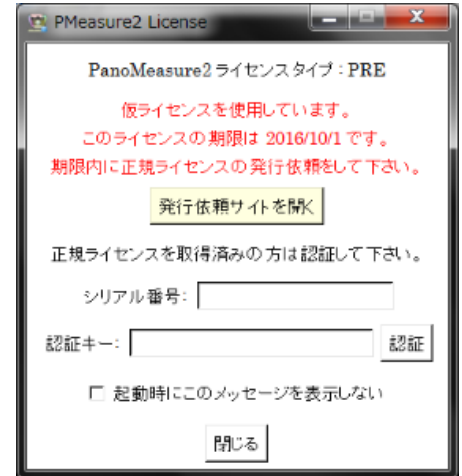 PMeasure2 License
PanoMeasure2 ライセンスタイプ : PRE
仮ライセンスを使用しています。
このライセンスの期限は 2016/10/1 です。
期限内に正規ライセンスの発行依頼をして下さい。
発行依頼サイトを開く
正規ライセンスを取得済みの方は認証して下さい。
シリアル番号:
認証キー:
認証
起動時にこのメッセージを表示しない
閉じる